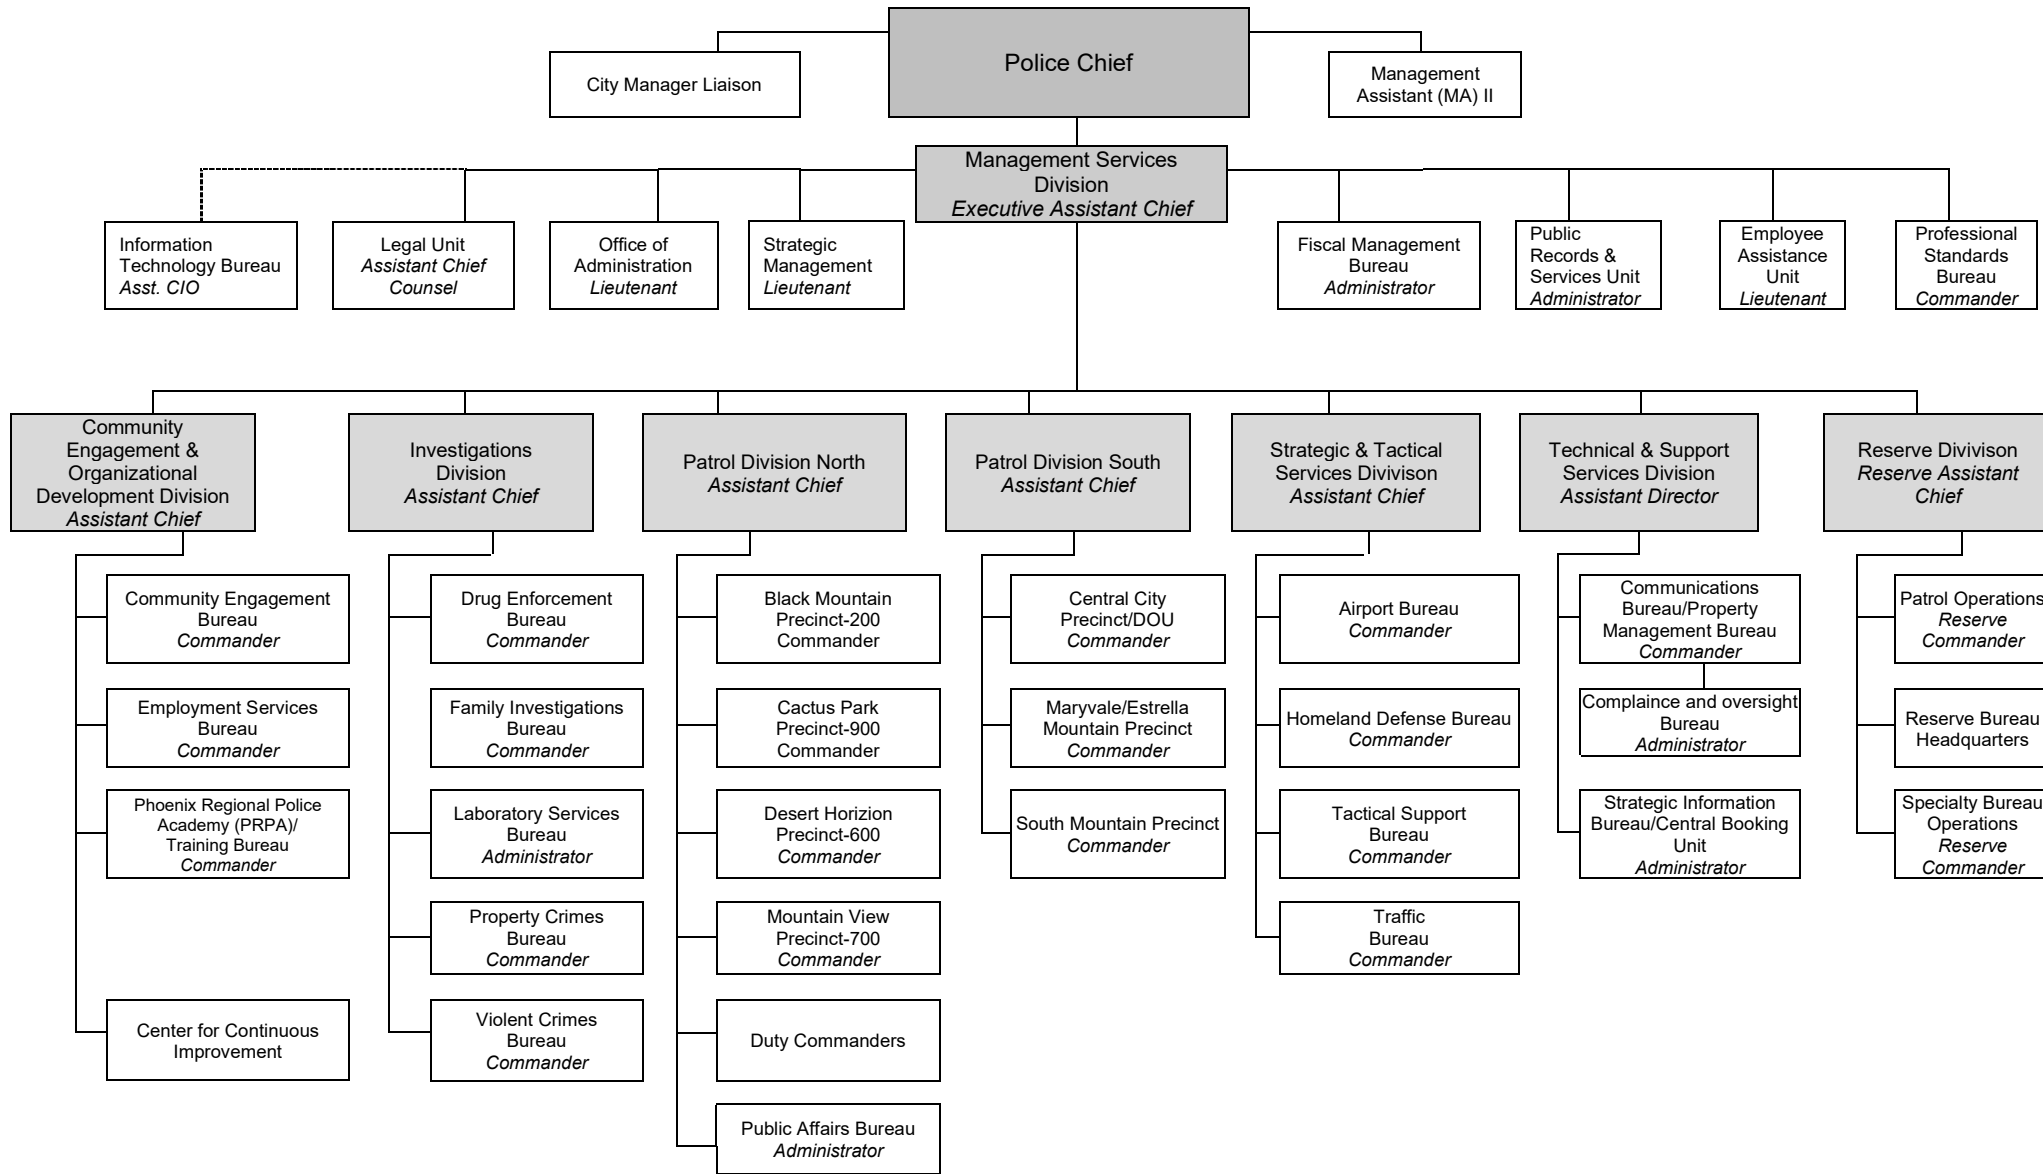 Police Chief
City Manager Liaison
Management
Assistant (MA) II
Management Services
Division
Executive Assistant Chief
Information
Technology Bureau
Asst. CIO
Legal Unit
Assistant Chief
Counsel
Office of
Administration
Lieutenant
Strategic
Management
Lieutenant
Fiscal Management
Bureau
Administrator
Public
Records &
Services Unit
Administrator
Employee
Assistance
Unit
Lieutenant
Professional
Standards
Bureau
Commander
Community
Engagement &
Organizational
Development Division
Assistant Chief
Investigations
Division
Assistant Chief
Patrol Division North
Assistant Chief
Patrol Division South
Assistant Chief
Strategic & Tactical
Services Divivison
Assistant Chief
Technical & Support
Services Division
Assistant Director
Reserve Divivison
Reserve Assistant
Chief
Community Engagement
Bureau
Commander
Employment Services
Bureau
Commander
Phoenix Regional Police
Academy (PRPA)/
Training Bureau
Commander
Center for Continuous
Improvement
Drug Enforcement
Bureau
Commander
Family Investigations
Bureau
Commander
Laboratory Services
Bureau
Administrator
Property Crimes
Bureau
Commander
Violent Crimes
Bureau
Commander
Black Mountain
Precinct-200
Commander
Cactus Park
Precinct-900
Commander
Desert Horizion
Precinct-600
Commander
Mountain View
Precinct-700
Commander
Duty Commanders
Public Affairs Bureau
Administrator
Central City
Precinct/DOU
Commander
Maryvale/Estrella
Mountain Precinct
Commander
South Mountain Precinct
Commander
Airport Bureau
Commander
Homeland Defense Bureau
Commander
Tactical Support
Bureau
Commander
Traffic
Bureau
Commander
Communications
Bureau/Property
Management Bureau
Commander
Complaince and oversight
Bureau
Administrator
Strategic Information
Bureau/Central Booking
Unit
Administrator
Patrol Operations
Reserve
Commander
Reserve Bureau
Headquarters
Specialty Bureau
Operations
Reserve
Commander